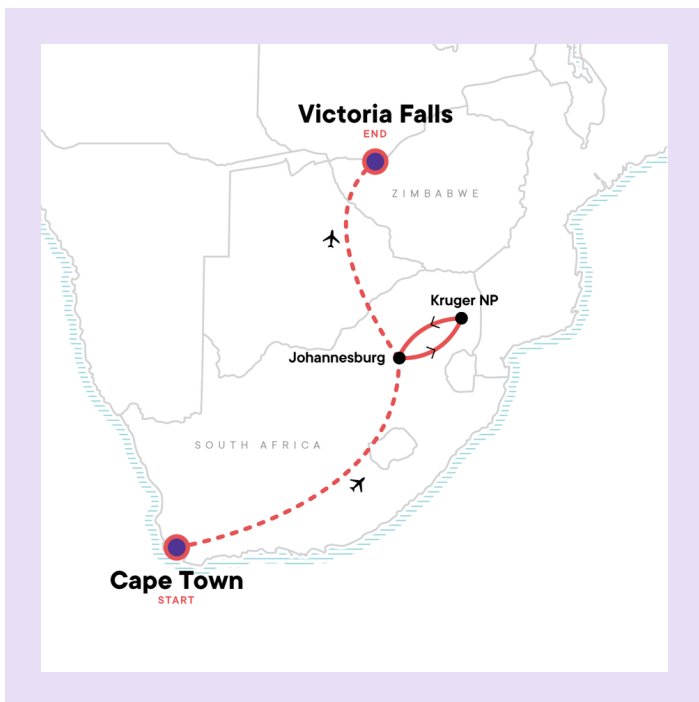 Victoria Falls
END
ZIMBABWE
Kruger NP
Johannesburg
SOUTH AFRICA
Cape Town
START